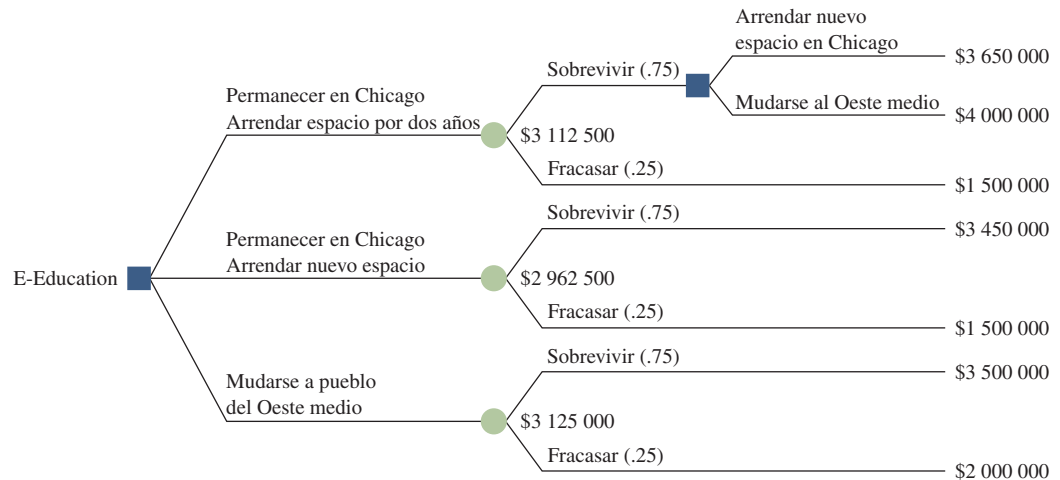 Arrendar nuevo
espacio en Chicago
$3 650 000
Sobrevivir (.75)
Mudarse al Oeste medio
$4 000 000
Permanecer en Chicago
Arrendar espacio por dos años
$3 112 500
Fracasar (.25)
$1 500 000
Sobrevivir (.75)
$3 450 000
Permanecer en Chicago
Arrendar nuevo espacio
E-Education
$2 962 500
Fracasar (.25)
$1 500 000
Sobrevivir (.75)
$3 500 000
Mudarse a pueblo
del Oeste medio
$3 125 000
Fracasar (.25)
$2 000 000